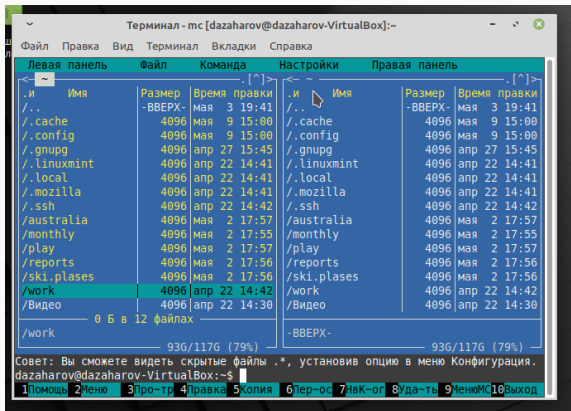 Терминал - mc [dazaharov@dazaharov-VirtualBox]:~
Файл Правка Вид Терминал Вкладки Справка
Левая панель Файл Команда Настройки Правая панель
<— ~ —.[^]> <— ~ —.[^]>
.и Имя Размер Время правки .и Имя Размер Время правки
/.. -ВВЕРХ- мая 3 19:41 /.. -ВВЕРХ- мая 3 19:41
/.cache 4096 мая 9 15:00 /.cache 4096 мая 9 15:00
/.config 4096 мая 9 15:00 /.config 4096 мая 9 15:00
/.gnupg 4096 апр 27 15:45 /.gnupg 4096 апр 27 15:45
/.linuxmint 4096 апр 22 14:41 /.linuxmint 4096 апр 22 14:41
/.local 4096 апр 22 14:41 /.local 4096 апр 22 14:41
/.mozilla 4096 апр 22 14:41 /.mozilla 4096 апр 22 14:41
/.ssh 4096 апр 22 14:42 /.ssh 4096 апр 22 14:42
/australia 4096 мая 2 17:57 /australia 4096 мая 2 17:57
/monthly 4096 мая 2 17:55 /monthly 4096 мая 2 17:55
/play 4096 мая 2 17:57 /play 4096 мая 2 17:57
/reports 4096 мая 2 17:56 /reports 4096 мая 2 17:56
/ski.plases 4096 мая 2 17:56 /ski.plases 4096 мая 2 17:56
/work 4096 апр 22 14:42 /work 4096 апр 22 14:42
/Видео 4096 апр 22 14:30 /Видео 4096 апр 22 14:30
0 Б в 12 файлах
/work -ВВЕРХ-
93G/117G (79%) 93G/117G (79%)
Совет: Вы сможете видеть скрытые файлы .*, установив опцию в меню Конфигурация.
dazaharov@dazaharov-VirtualBox:~$
1Помощь 2Меню 3Про~тр 4Правка 5Копия 6Пер~ос 7НвК~ог 8Уда~ть 9МенюМС 10Выход